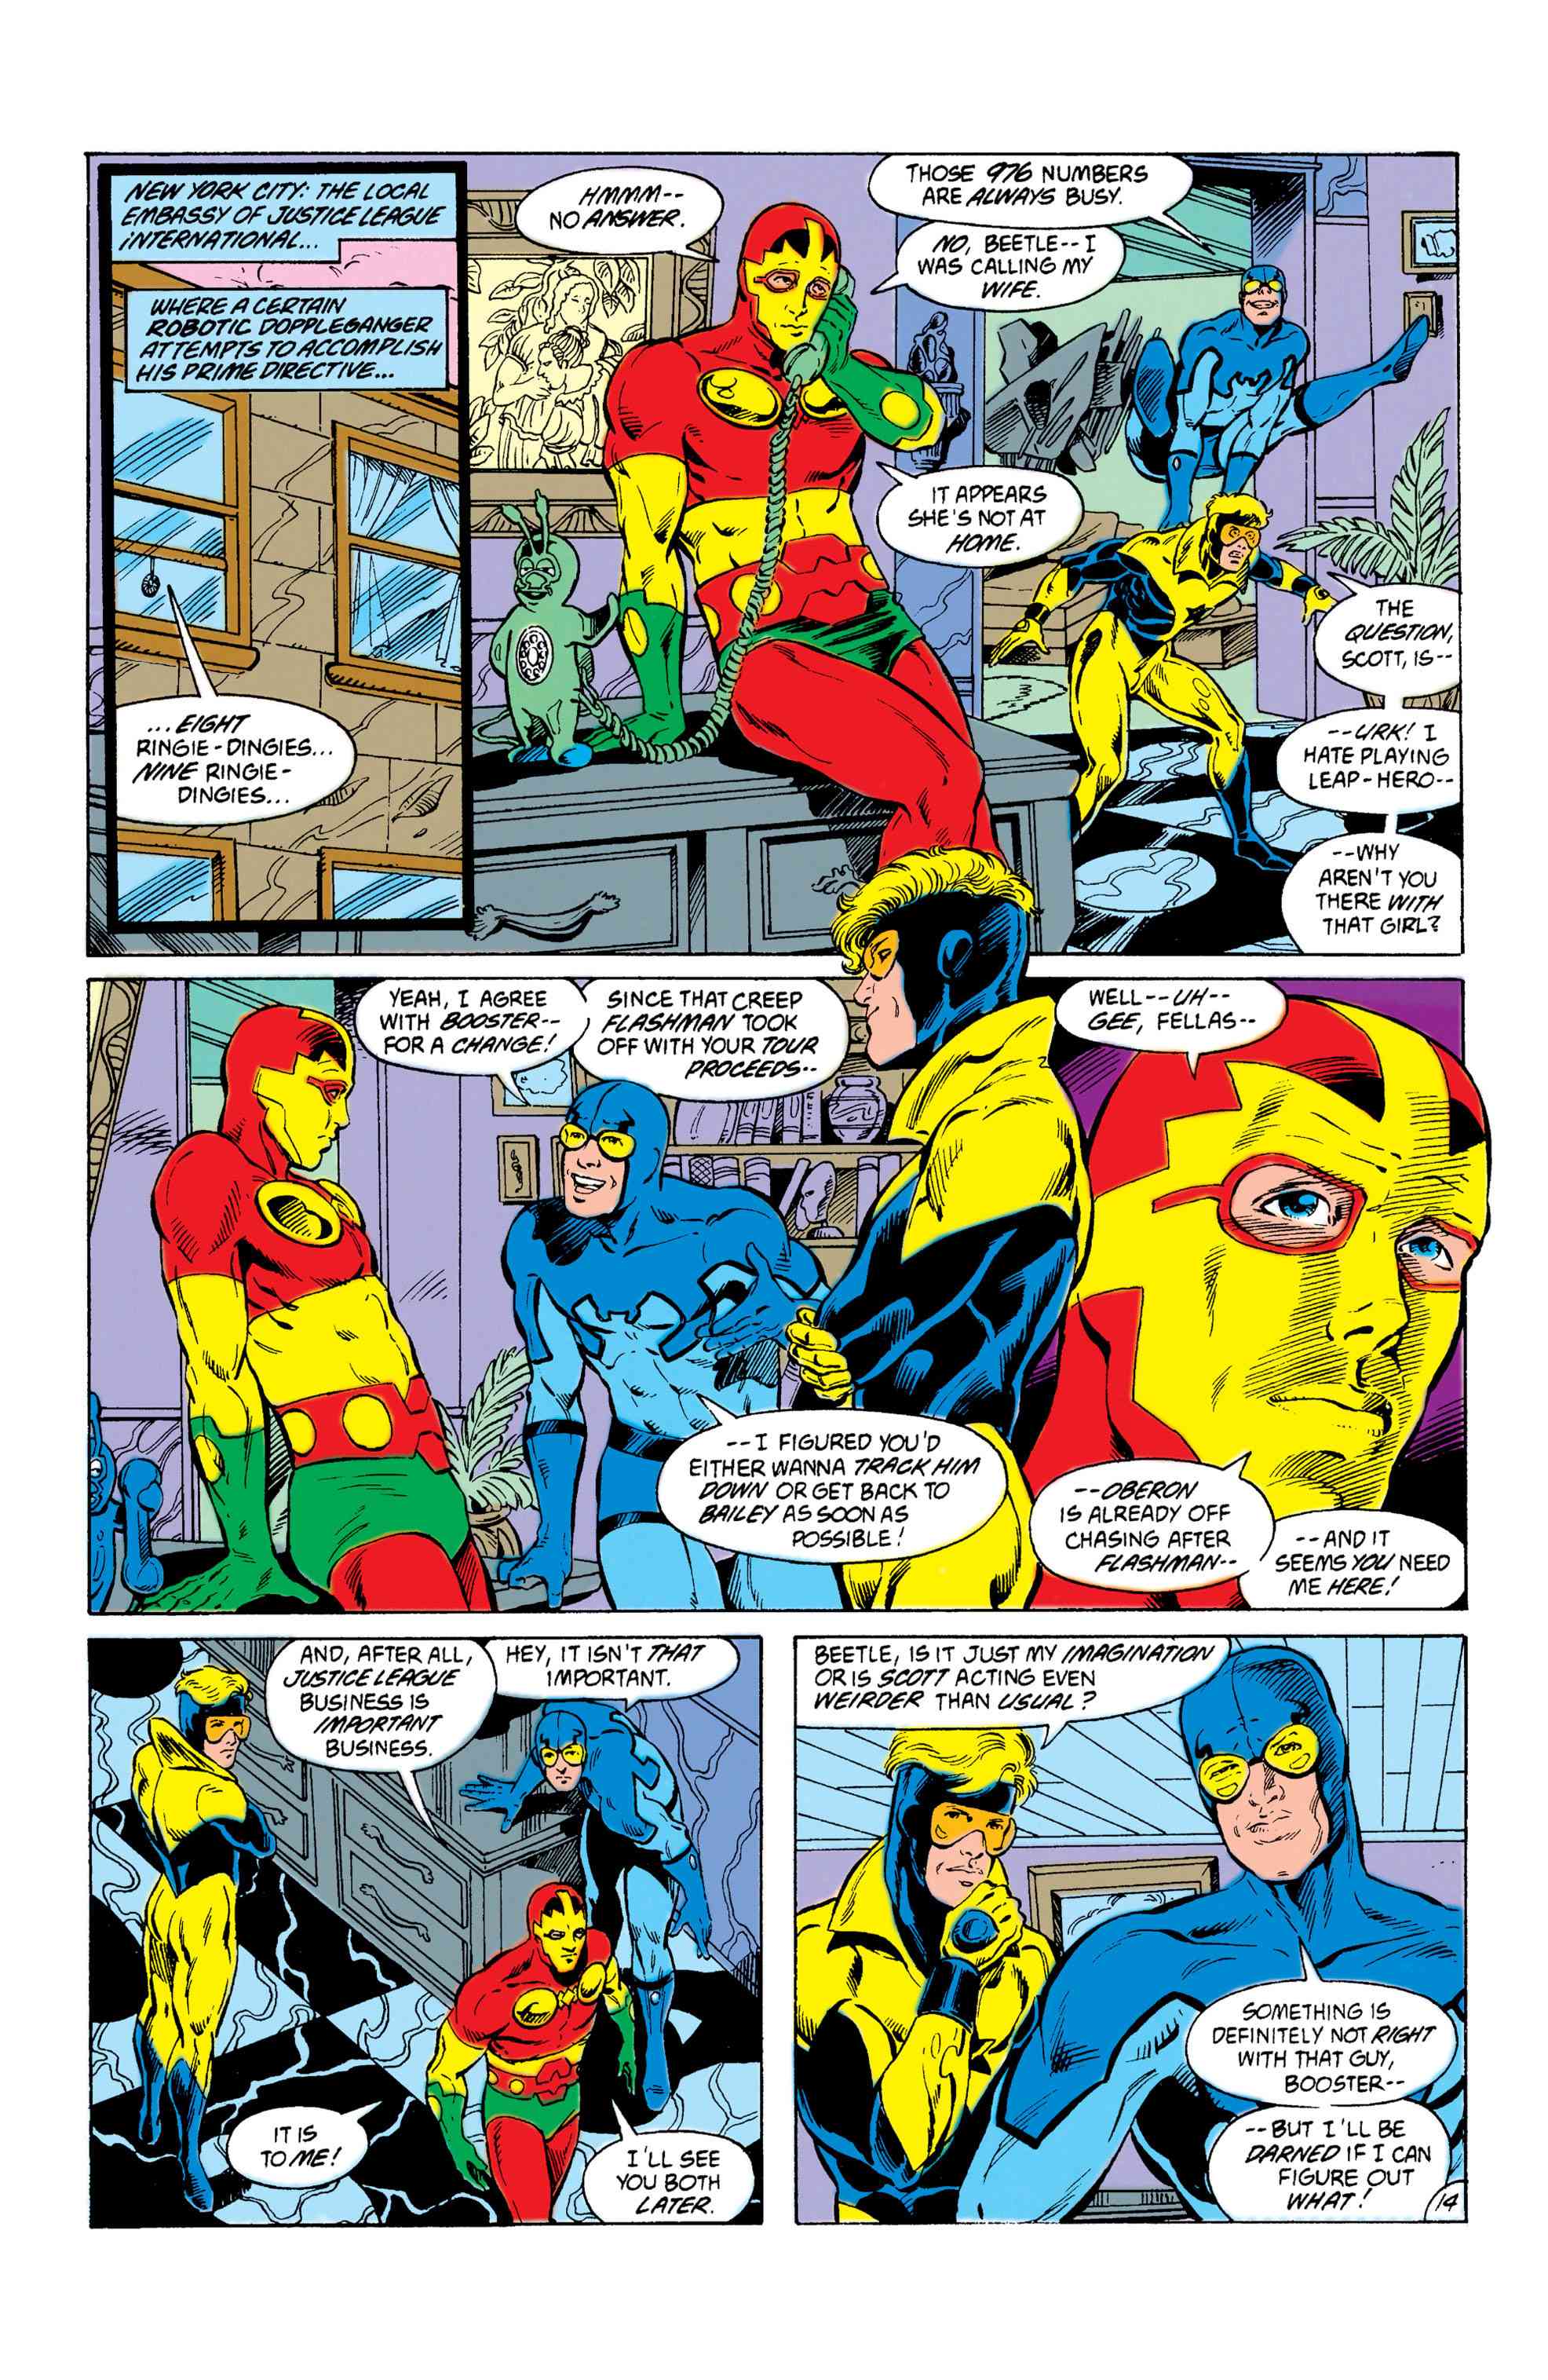 NEW YORK CITY: THE LOCAL
EMBASSY OF JUSTICE LEAGUE
INTERNATIONAL...
WHERE A CERTAIN
ROBOTIC DOPPLEGANGER
ATTEMPTS TO ACCOMPLISH
HIS PRIME DIRECTIVE...
...EIGHT
RINGIE-DINGIES...
NINE RINGIE-
DINGIES...
HMMM--
NO ANSWER.
THOSE 976 NUMBERS
ARE ALWAYS BUSY.
NO, BEETLE--I
WAS CALLING MY
WIFE.
IT APPEARS
SHE'S NOT AT
HOME.
THE
QUESTION,
SCOTT, IS--
--URK! I
HATE PLAYING
LEAP-HERO--
--WHY
AREN'T YOU
THERE WITH
THAT GIRL?
YEAH, I AGREE
WITH BOOSTER--
FOR A CHANGE!
SINCE THAT CREEP
FLASHMAN TOOK
OFF WITH YOUR TOUR
PROCEEDS--
--I FIGURED YOU'D
EITHER WANNA TRACK HIM
DOWN OR GET BACK TO
BAILEY AS SOON AS
POSSIBLE!
WELL--UH--
GEE, FELLAS--
--OBERON
IS ALREADY OFF
CHASING AFTER
FLASHMAN--
--AND IT
SEEMS YOU NEED
ME HERE!
AND, AFTER ALL,
JUSTICE LEAGUE
BUSINESS IS
IMPORTANT
BUSINESS.
HEY, IT ISN'T THAT
IMPORTANT.
IT IS
TO ME!
I'LL SEE
YOU BOTH
LATER.
BEETLE, IS IT JUST MY IMAGINATION
OR IS SCOTT ACTING EVEN
WEIRDER THAN USUAL?
SOMETHING IS
DEFINITELY NOT RIGHT
WITH THAT GUY,
BOOSTER--
--BUT I'LL BE
DARNED IF I CAN
FIGURE OUT
WHAT!
14